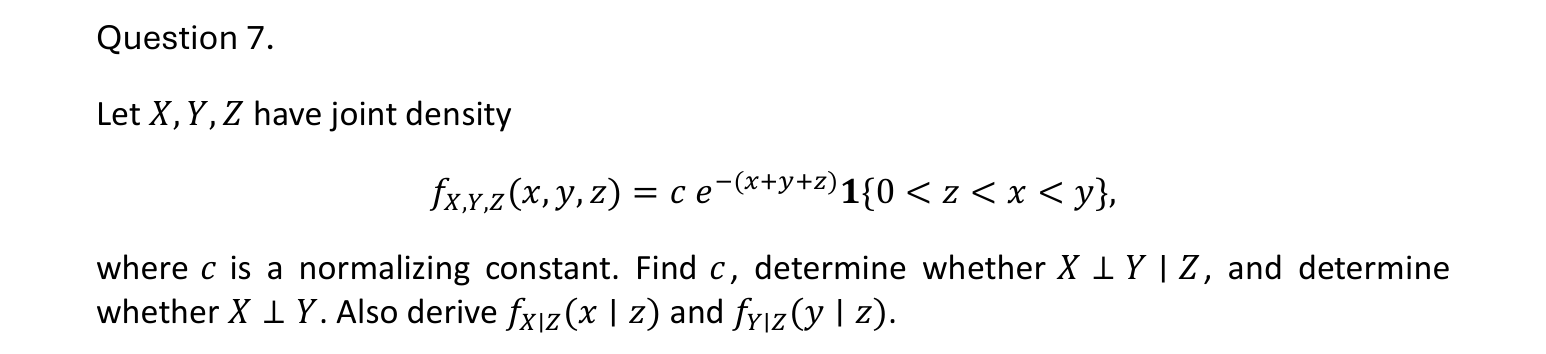 Question 7.
Let X, Y, Z have joint density
f_{X,Y,Z}(x, y, z) = c e^{−(x+y+z)} 𝟏{0 < z < x < y},
where c is a normalizing constant. Find c, determine whether X ⊥ Y | Z, and determine
whether X ⊥ Y. Also derive f_{X|Z}(x | z) and f_{Y|Z}(y | z).